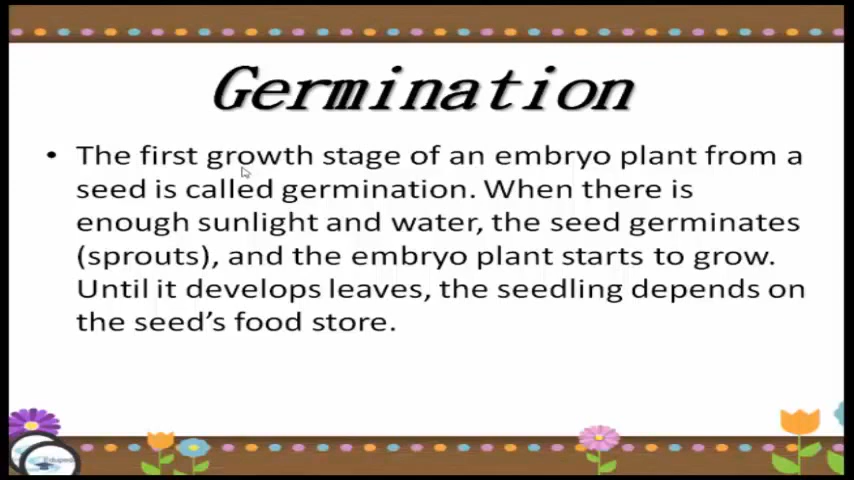 Germination
• The first growth stage of an embryo plant from a
seed is called germination. When there is
enough sunlight and water, the seed germinates
(sprouts), and the embryo plant starts to grow.
Until it develops leaves, the seedling depends on
the seed’s food store.